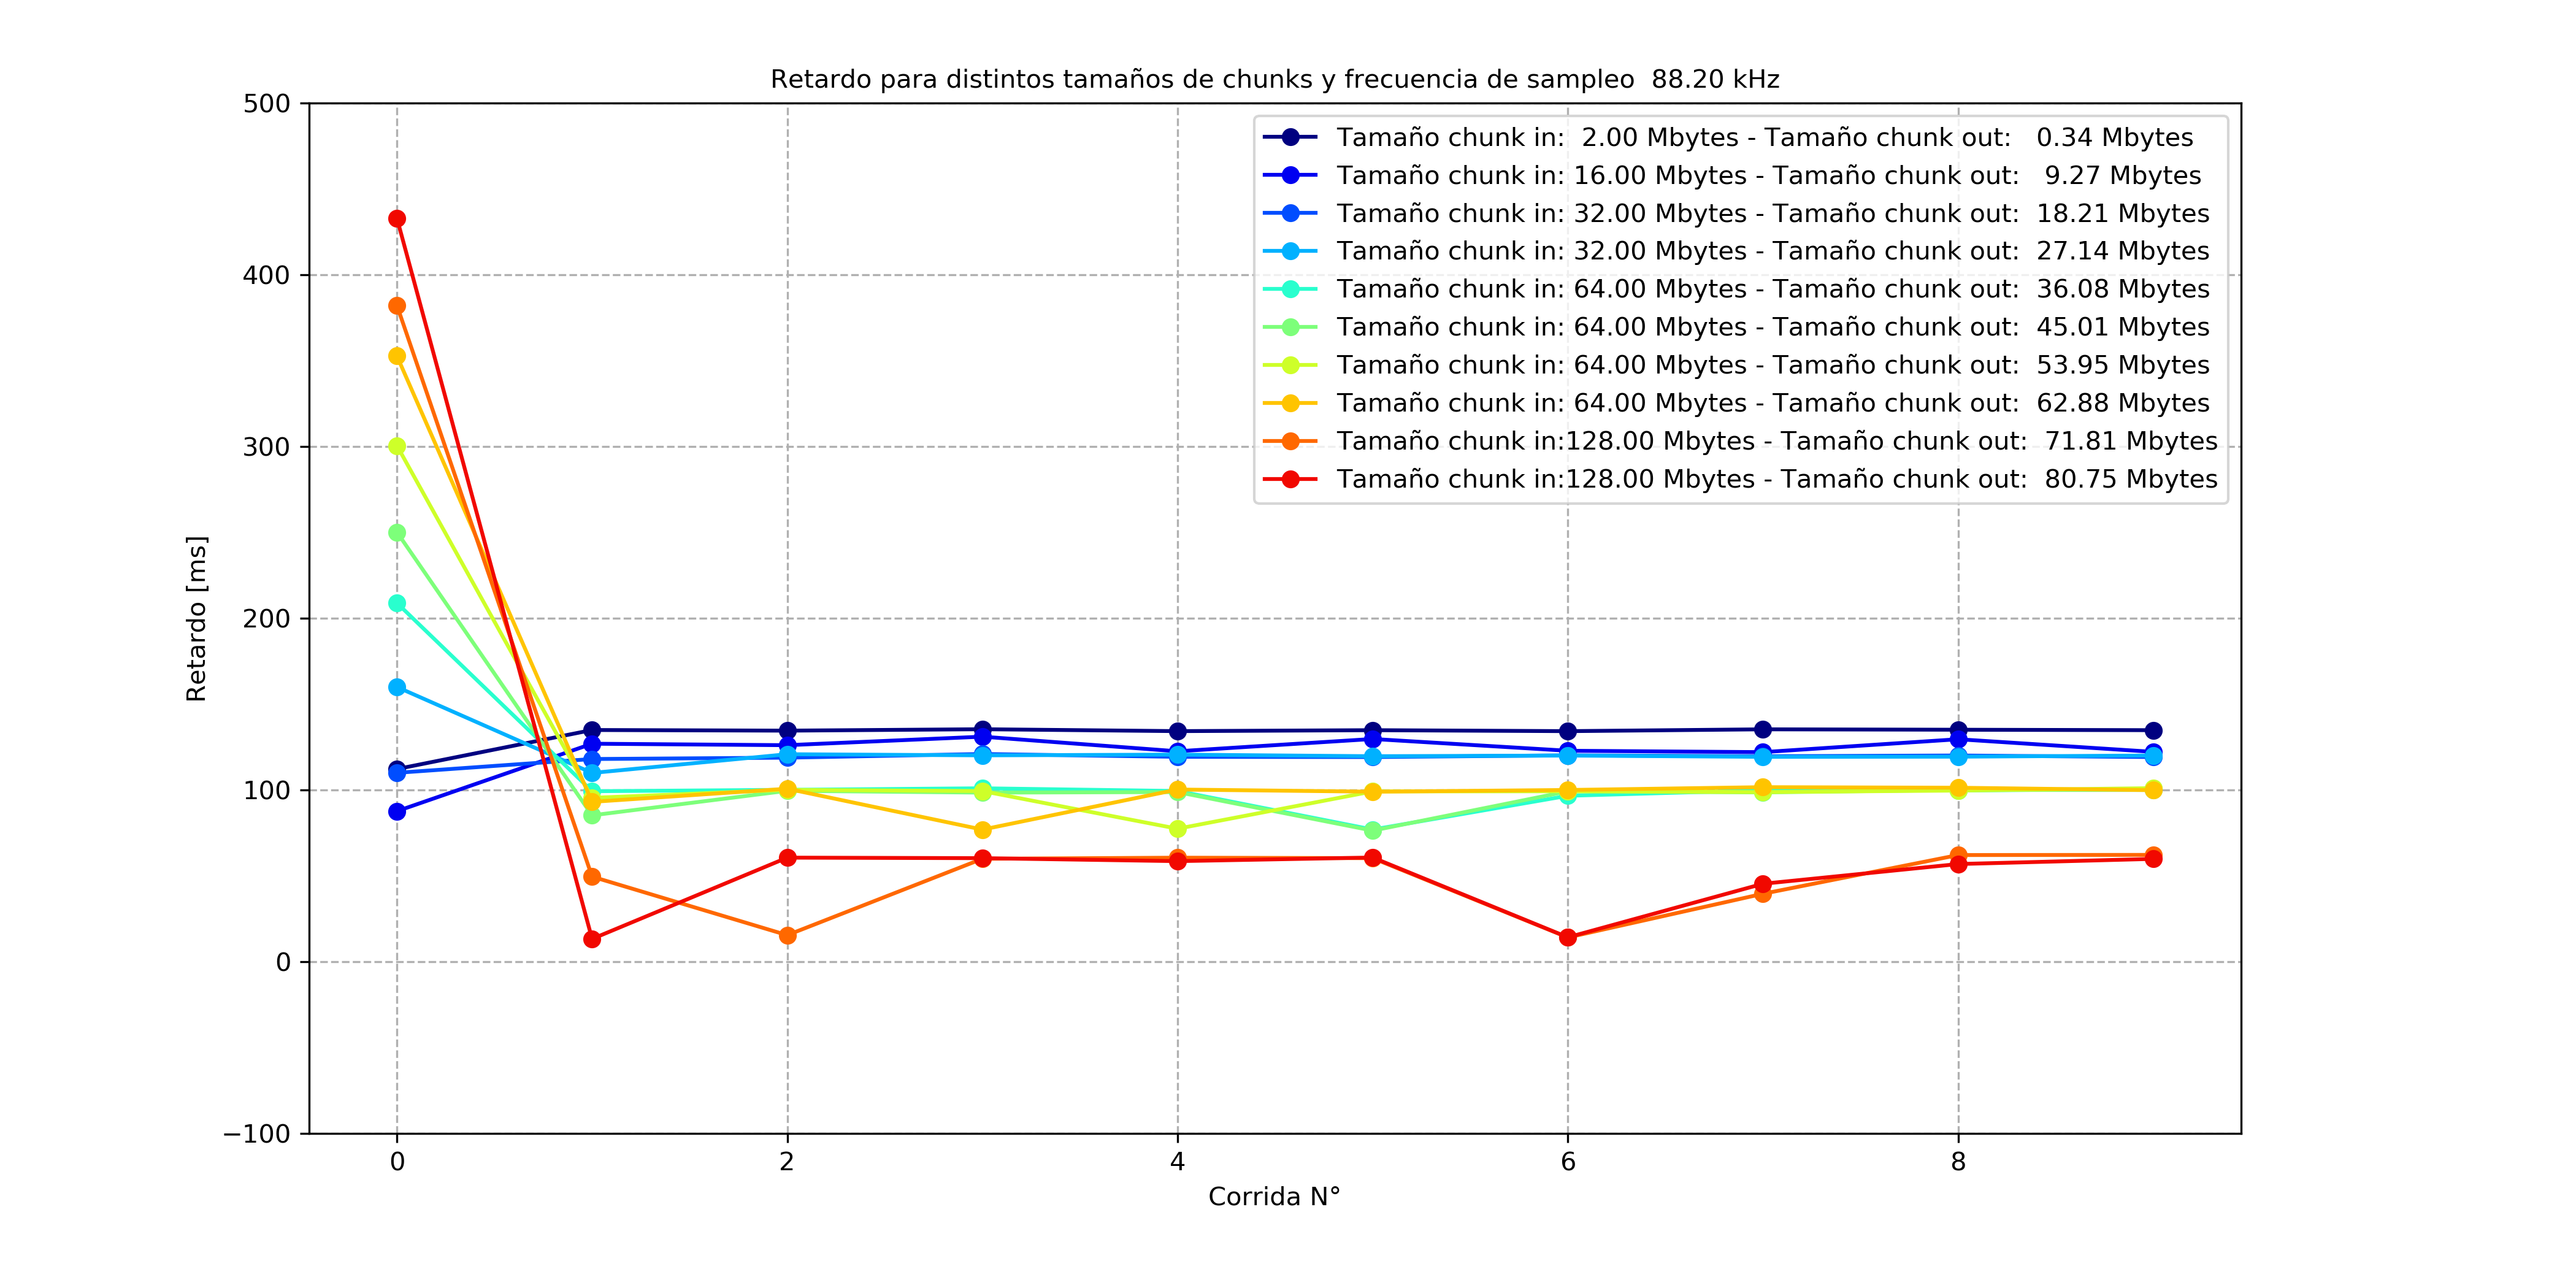 Retardo para distintos tamaños de chunks y frecuencia de sampleo  88.20 kHz
500
400
300
200
100
0
−100
Retardo [ms]
Tamaño chunk in:  2.00 Mbytes - Tamaño chunk out:   0.34 Mbytes
Tamaño chunk in: 16.00 Mbytes - Tamaño chunk out:   9.27 Mbytes
Tamaño chunk in: 32.00 Mbytes - Tamaño chunk out:  18.21 Mbytes
Tamaño chunk in: 32.00 Mbytes - Tamaño chunk out:  27.14 Mbytes
Tamaño chunk in: 64.00 Mbytes - Tamaño chunk out:  36.08 Mbytes
Tamaño chunk in: 64.00 Mbytes - Tamaño chunk out:  45.01 Mbytes
Tamaño chunk in: 64.00 Mbytes - Tamaño chunk out:  53.95 Mbytes
Tamaño chunk in: 64.00 Mbytes - Tamaño chunk out:  62.88 Mbytes
Tamaño chunk in:128.00 Mbytes - Tamaño chunk out:  71.81 Mbytes
Tamaño chunk in:128.00 Mbytes - Tamaño chunk out:  80.75 Mbytes
0 2 4 6 8
Corrida N°